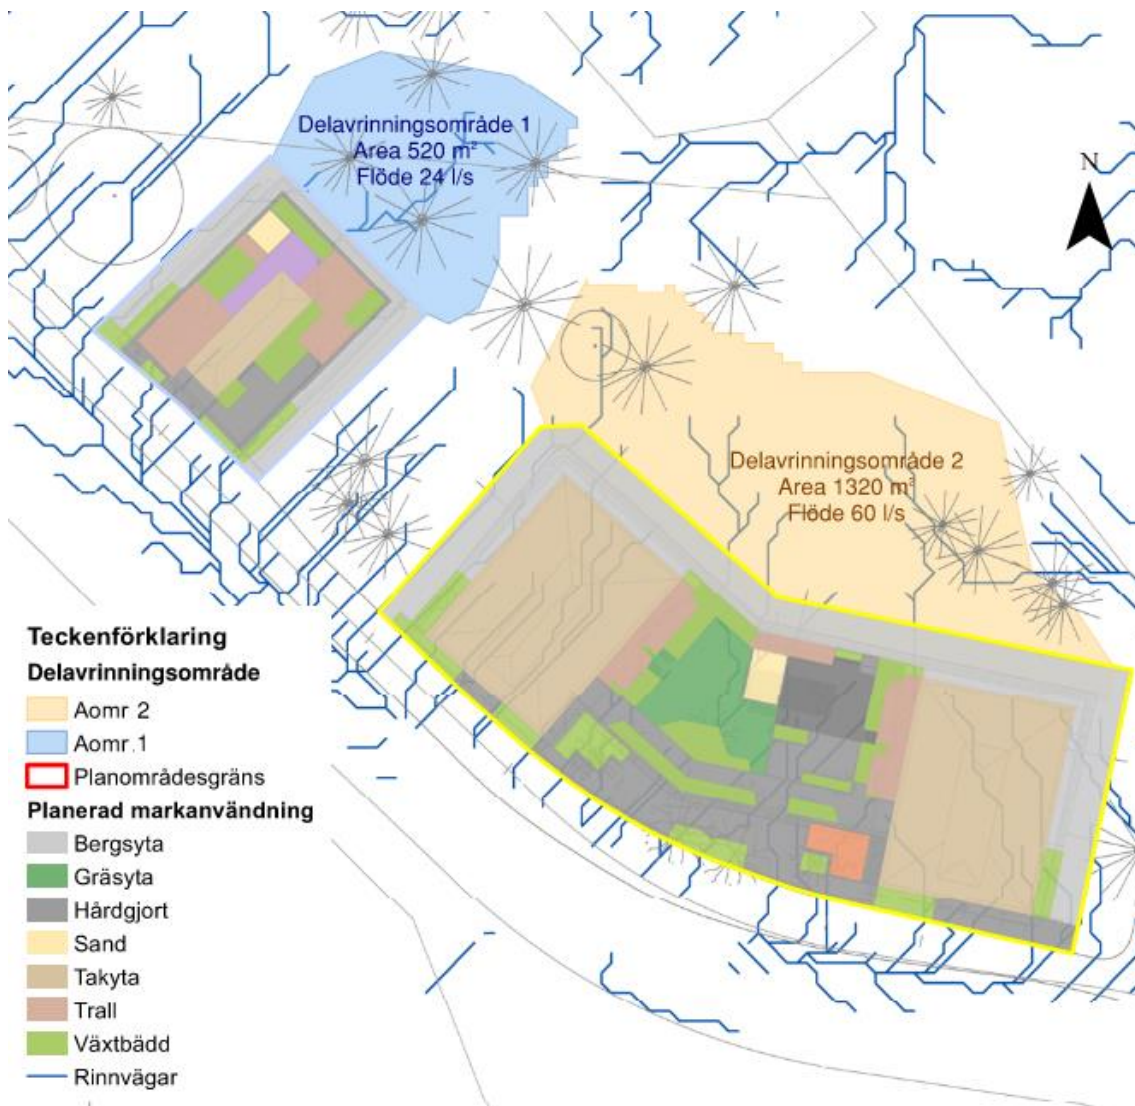 Delavrinningsområde 1
Area 520 m²
Flöde 24 l/s
N
Delavrinningsområde 2
Area 1320 m²
Flöde 60 l/s
Teckenförklaring
Delavrinningsområde
Aomr 2
Aomr 1
Planområdesgräns
Planerad markanvändning
Bergsyta
Gräsyta
Hårdgjort
Sand
Takyta
Trall
Växtbädd
Rinnvägar